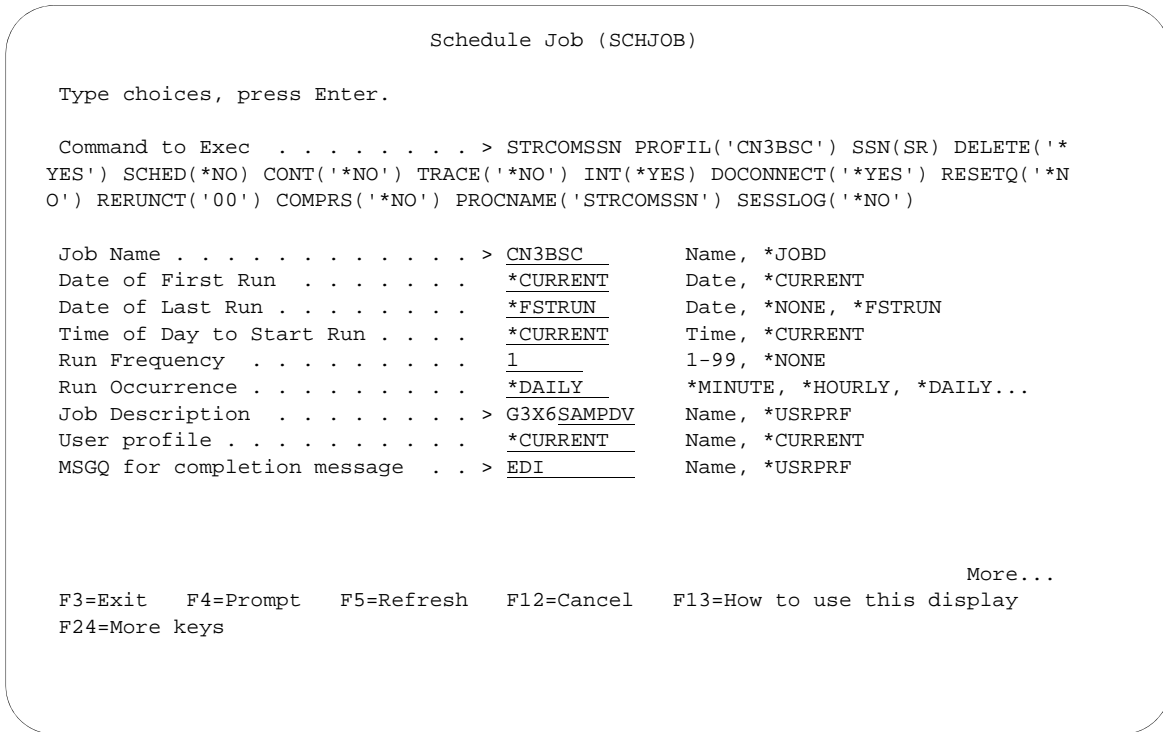 Schedule Job (SCHJOB)
Type choices, press Enter.
Command to Exec . . . . . . . . > STRCOMSSN PROFIL('CN3BSC') SSN(SR) DELETE('*
YES') SCHED(*NO) CONT('*NO') TRACE('*NO') INT(*YES) DOCONNECT('*YES') RESETQ('*N
O') RERUNCT('00') COMPRS('*NO') PROCNAME('STRCOMSSN') SESSLOG('*NO')
Job Name . . . . . . . . . . . . > CN3BSC Name, *JOBD
Date of First Run . . . . . . . *CURRENT Date, *CURRENT
Date of Last Run . . . . . . . . *FSTRUN Date, *NONE, *FSTRUN
Time of Day to Start Run . . . . *CURRENT Time, *CURRENT
Run Frequency . . . . . . . . . 1 1-99, *NONE
Run Occurrence . . . . . . . . . *DAILY *MINUTE, *HOURLY, *DAILY...
Job Description . . . . . . . . > G3X6SAMPDV Name, *USRPRF
User profile . . . . . . . . . . *CURRENT Name, *CURRENT
MSGQ for completion message . . > EDI Name, *USRPRF
More...
F3=Exit F4=Prompt F5=Refresh F12=Cancel F13=How to use this display
F24=More keys